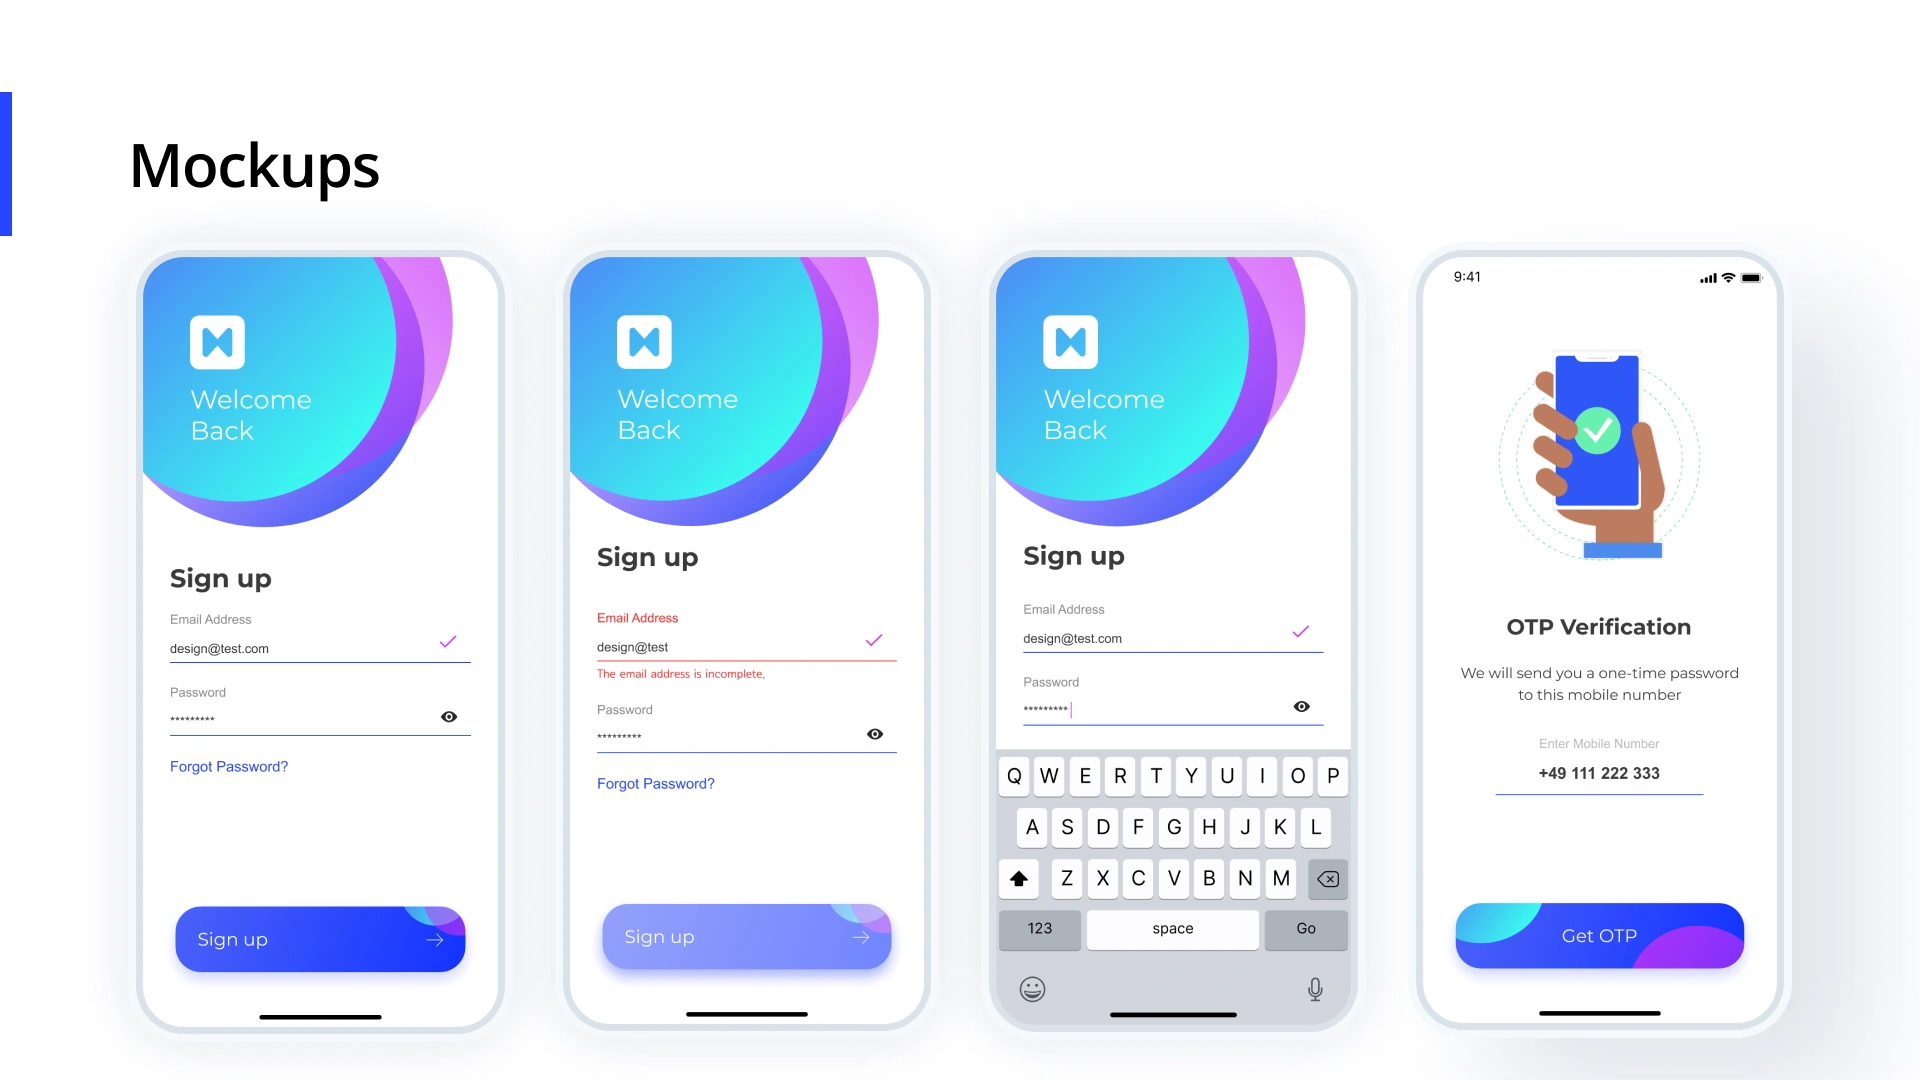 Mockups
Welcome
Back
Sign up
Email Address
design@test.com
Password
*********
Forgot Password?
Sign up
Welcome
Back
Sign up
Email Address
design@test
The email address is incomplete.
Password
*********
Forgot Password?
Sign up
Welcome
Back
Sign up
Email Address
design@test.com
Password
*********
Q W E R T Y U I O P
A S D F G H J K L
Z X C V B N M
123 space Go
9:41
OTP Verification
We will send you a one-time password
to this mobile number
Enter Mobile Number
+49 111 222 333
Get OTP